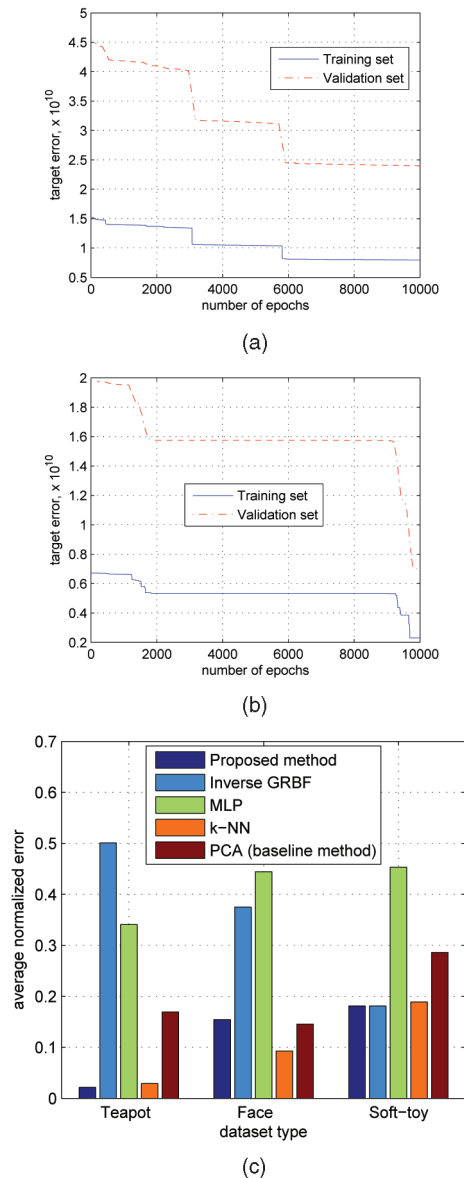 5
4.5
4
3.5
3
2.5
2
1.5
1
0.5
target error, x 10^10
Training set
Validation set
0 2000 4000 6000 8000 10000
number of epochs
(a)
2
1.8
1.6
1.4
1.2
1
0.8
0.6
0.4
0.2
target error, x 10^10
Training set
Validation set
0 2000 4000 6000 8000 10000
number of epochs
(b)
0.7
0.6
0.5
0.4
0.3
0.2
0.1
0
average normalized error
Proposed method
Inverse GRBF
MLP
k-NN
PCA (baseline method)
Teapot Face Soft-toy
dataset type
(c)